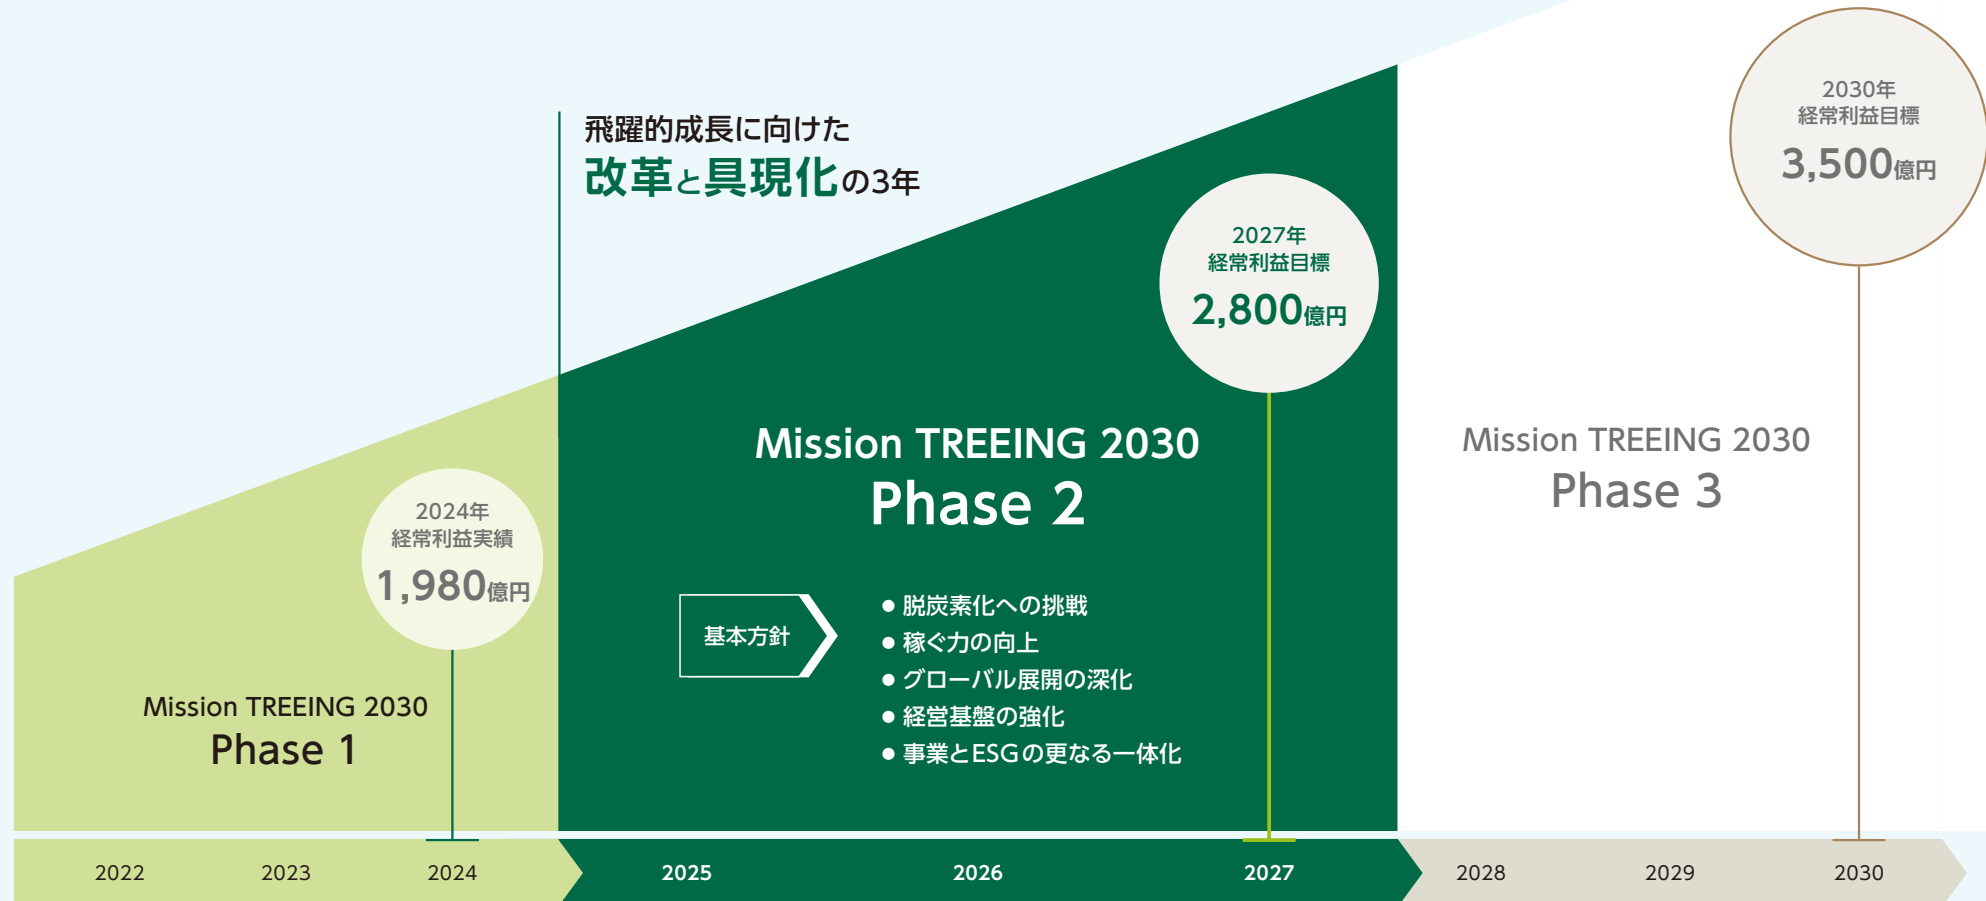 飛躍的成長に向けた
改革と具現化の3年
2024年
経常利益実績
1,980億円
Mission TREEING 2030
Phase 1
2027年
経常利益目標
2,800億円
Mission TREEING 2030
Phase 2
基本方針
● 脱炭素化への挑戦
● 稼ぐ力の向上
● グローバル展開の深化
● 経営基盤の強化
● 事業とESGの更なる一体化
2030年
経常利益目標
3,500億円
Mission TREEING 2030
Phase 3
2022 2023 2024 2025 2026 2027 2028 2029 2030